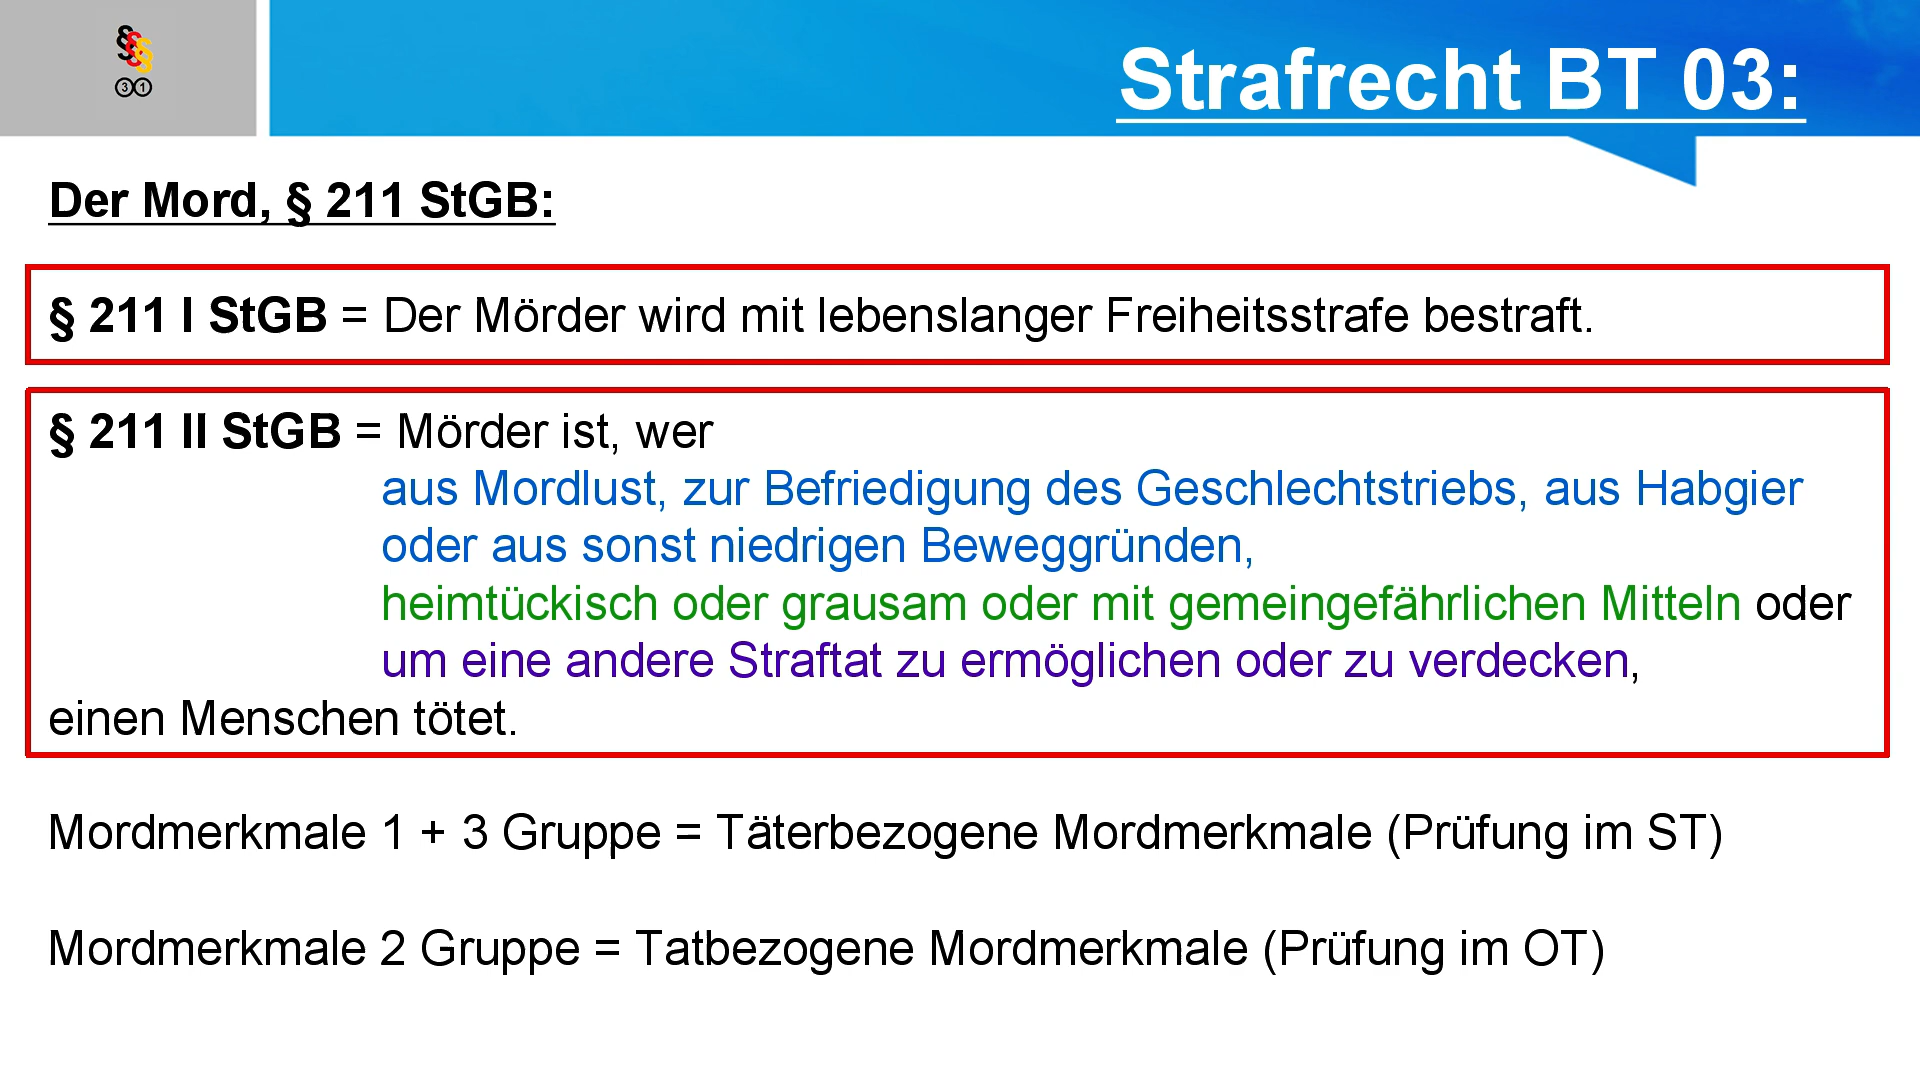 §§§
31
Strafrecht BT 03:
Der Mord, § 211 StGB:
§ 211 I StGB = Der Mörder wird mit lebenslanger Freiheitsstrafe bestraft.
§ 211 II StGB = Mörder ist, wer
aus Mordlust, zur Befriedigung des Geschlechtstriebs, aus Habgier
oder aus sonst niedrigen Beweggründen,
heimtückisch oder grausam oder mit gemeingefährlichen Mitteln oder
um eine andere Straftat zu ermöglichen oder zu verdecken,
einen Menschen tötet.
Mordmerkmale 1 + 3 Gruppe = Täterbezogene Mordmerkmale (Prüfung im ST)
Mordmerkmale 2 Gruppe = Tatbezogene Mordmerkmale (Prüfung im OT)